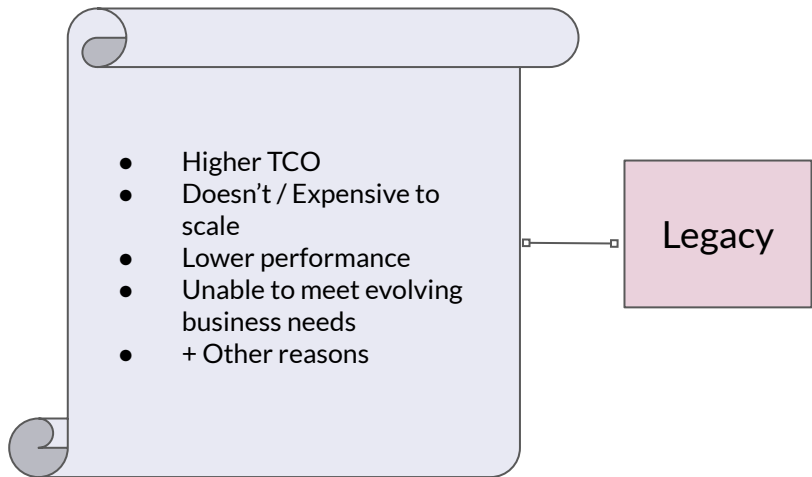 ● Higher TCO
● Doesn’t / Expensive to
scale
● Lower performance
● Unable to meet evolving
business needs
● + Other reasons
Legacy